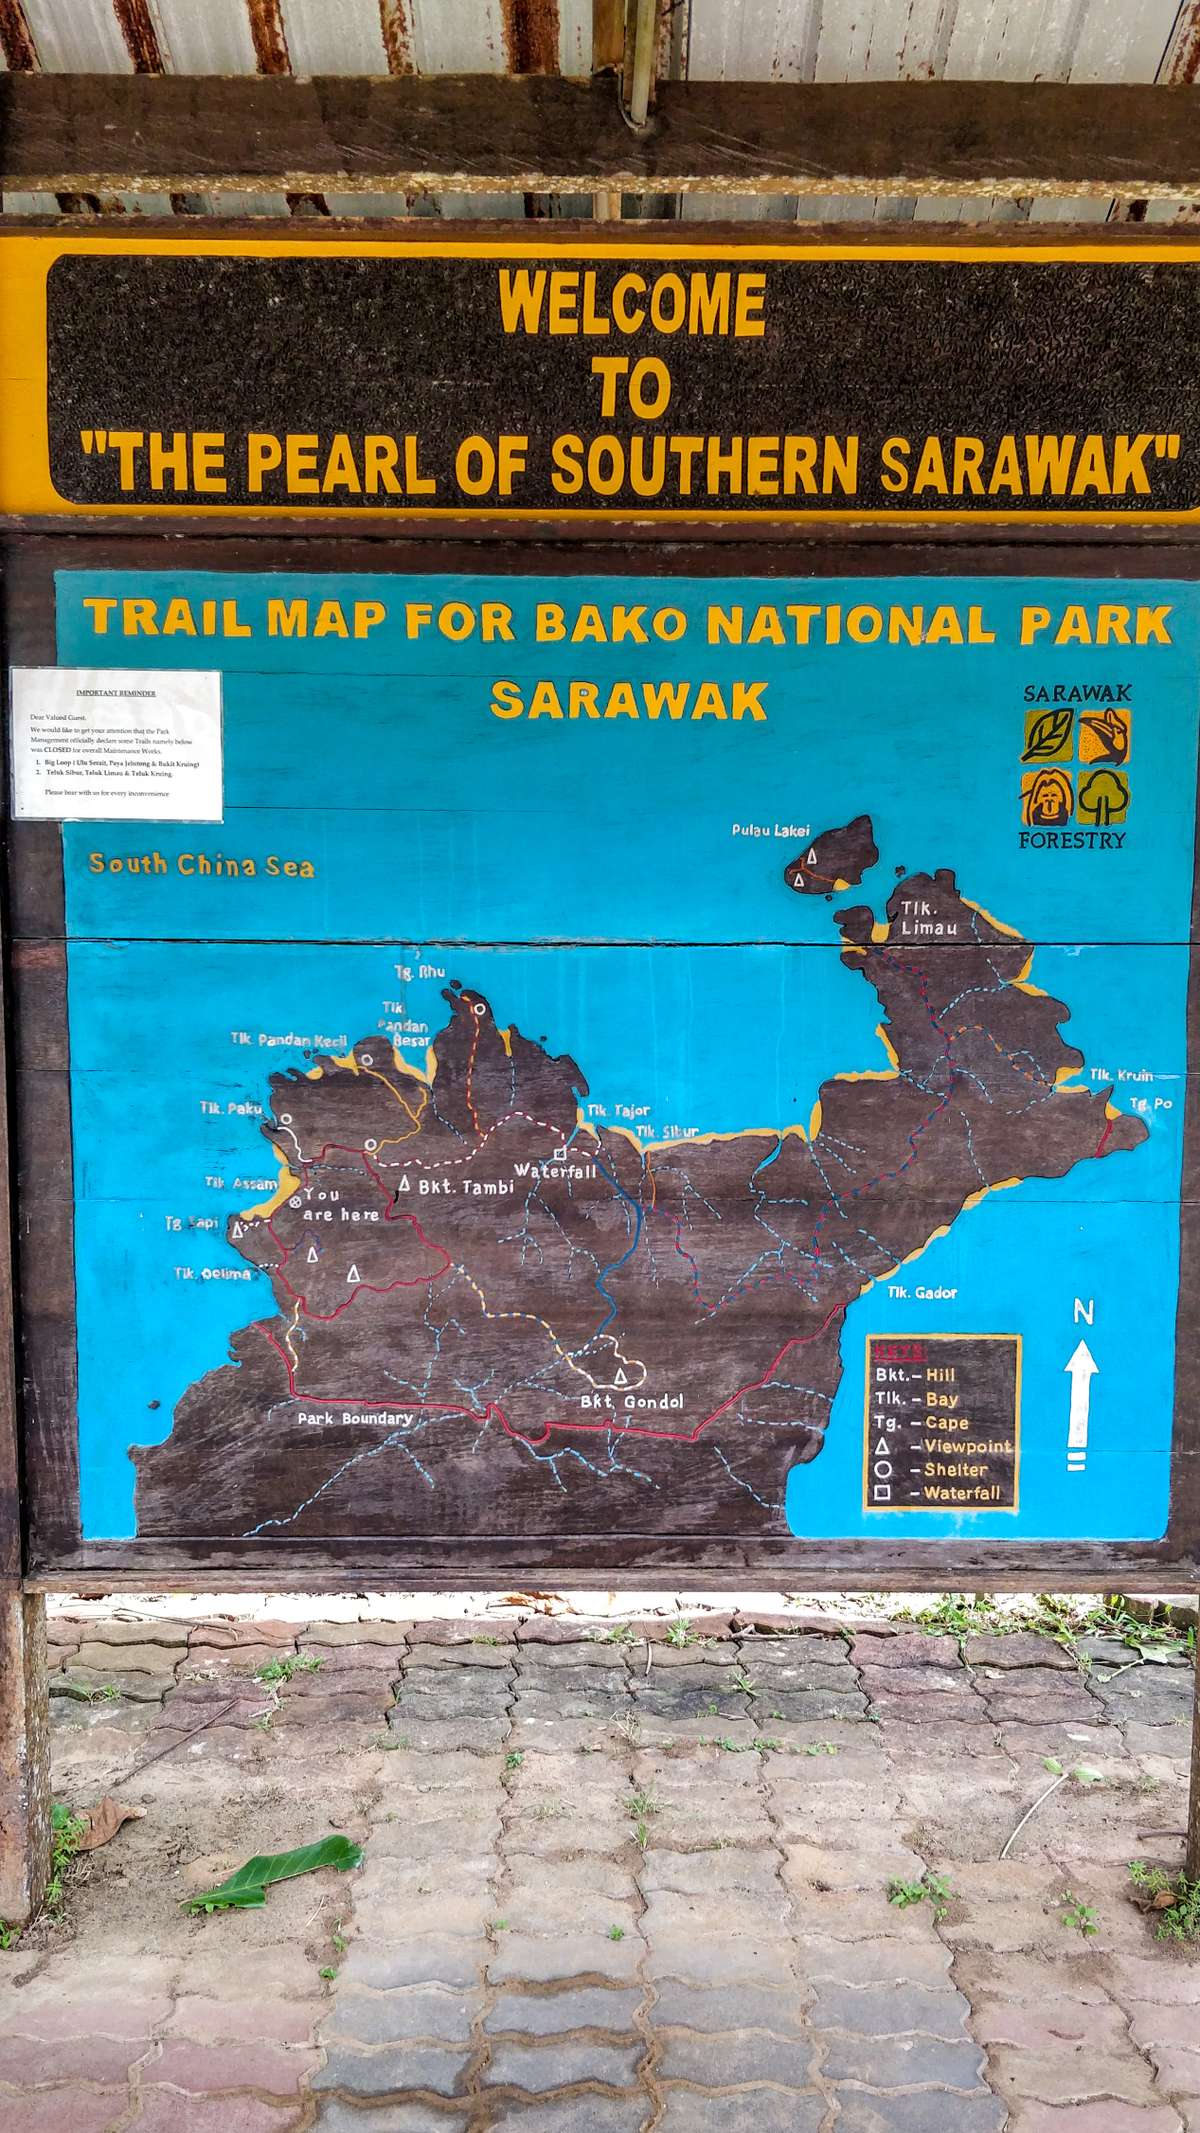 WELCOME
TO
"THE PEARL OF SOUTHERN SARAWAK"
TRAIL MAP FOR BAKO NATIONAL PARK
SARAWAK
IMPORTANT REMINDER
Dear Valued Guest,
We would like to get your attention that the Park
Management officially declare some Trails namely below
was CLOSED for overall Maintenance Works.
1. Big Loop ( Ulu Serait, Paya Jelutong & Bukit Kruing)
2. Teluk Sibur, Teluk Limau & Teluk Kruing.
Please bear with us for every inconvenience
SARAWAK
FORESTRY
South China Sea
Pulau Lakei
Tlk.
Limau
Tg. Rhu
Tlk.
Pandan
Besar
Tlk. Pandan Kecil
Tlk. Kruin
Tg. Po
Tlk. Paku
Tlk. Tajor
Tlk. Sibur
Waterfall
Tlk. Assam
Bkt. Tambi
You
are here
Tg. Sapi
Tlk. Delima
Tlk. Gador
N
Bkt. Gondol
Park Boundary
KEYS:
Bkt. – Hill
Tlk. – Bay
Tg. – Cape
– Viewpoint
– Shelter
– Waterfall